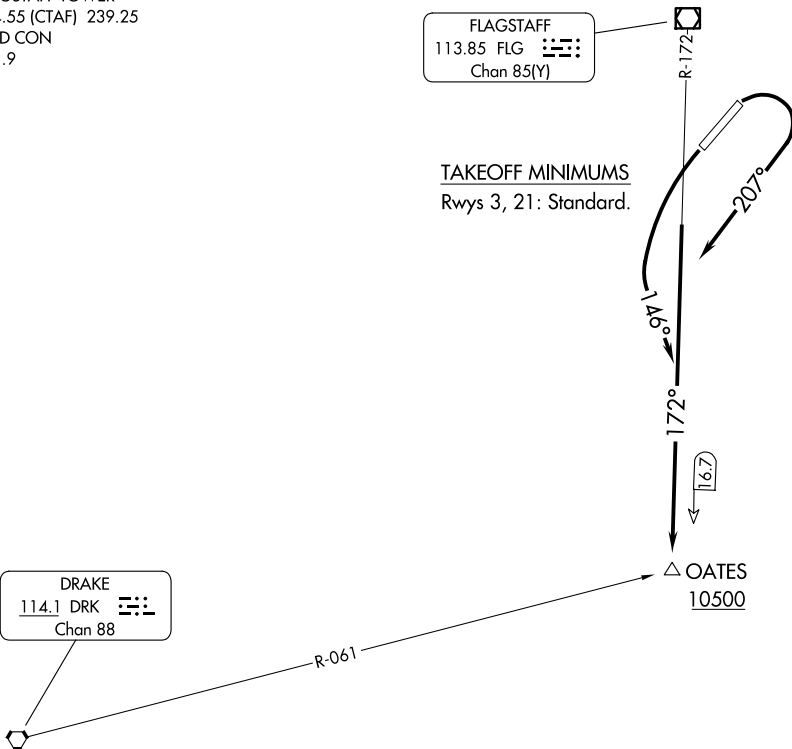 .55 (CTAF) 239.25
D CON
.9
FLAGSTAFF
113.85 FLG
Chan 85(Y)
R-172
TAKEOFF MINIMUMS
Rwys 3, 21: Standard.
207°
146°
172°
16.7
OATES
10500
DRAKE
114.1 DRK
Chan 88
R-061